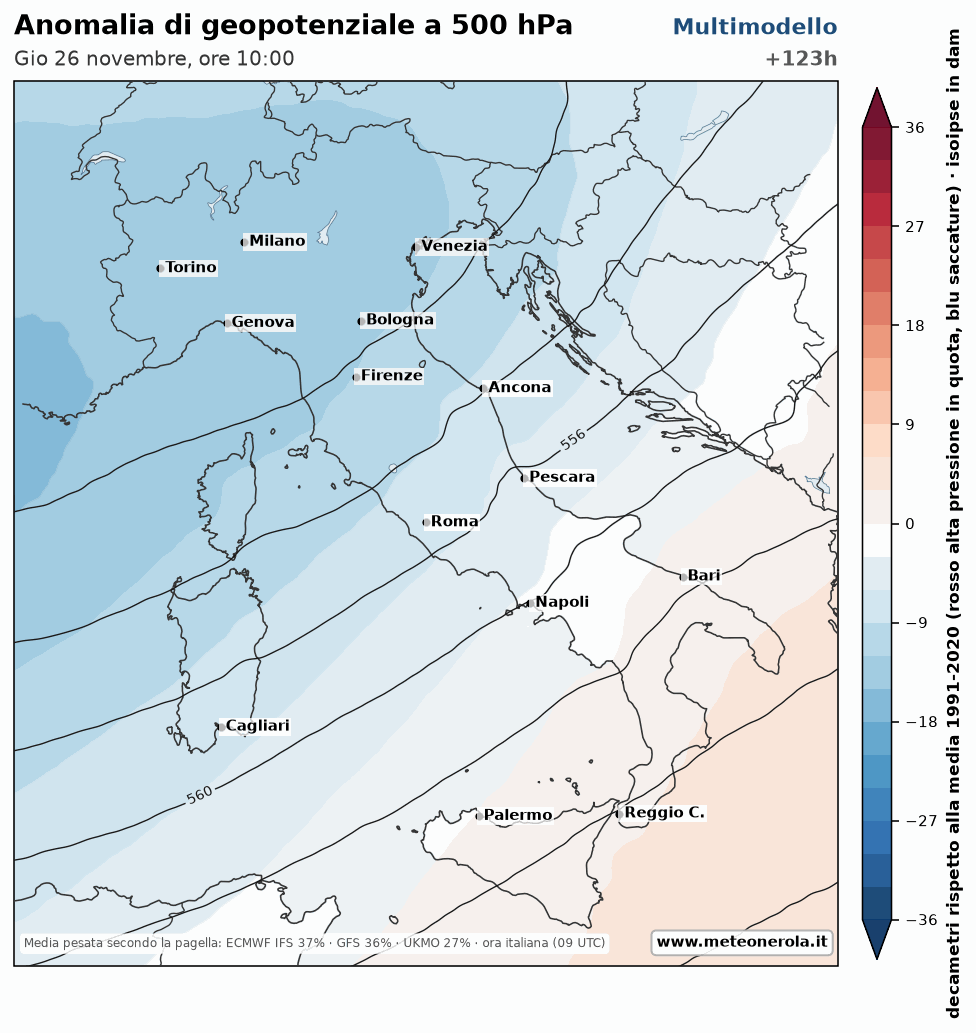 Anomalia di geopotenziale a 500 hPa
Multimodello
Gio 26 novembre, ore 10:00
+123h
Milano
Venezia
Torino
Genova
Bologna
Firenze
Ancona
556
Pescara
Roma
Bari
Napoli
Cagliari
560
Palermo
Reggio C.
Media pesata secondo la pagella: ECMWF IFS 37% · GFS 36% · UKMO 27% · ora italiana (09 UTC)
www.meteonerola.it
36
27
18
9
0
−9
−18
−27
−36
decametri rispetto alla media 1991-2020 (rosso alta pressione in quota, blu saccature) · isoipse in dam